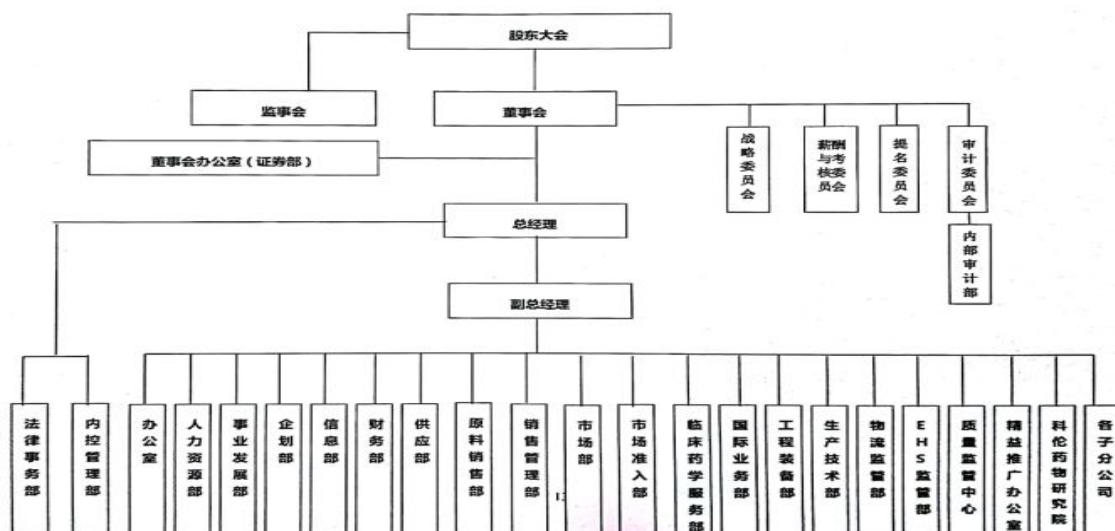 股东大会
监事会
董事会
战略委员会
薪酬与考核委员会
提名委员会
审计委员会
董事会办公室（证券部）
总经理
内部审计部
副总经理
法律事务部
内控管理部
办公室
人力资源部
事业发展部
企划部
信息部
财务部
供应部
原料销售部
销售管理部
市场部
市场准入部
临床药学服务部
国际业务部
工程装备部
生产技术部
物流监管部
EHS监管部
质量监管中心
精益推广办公室
科伦药物研究院
各子分公司